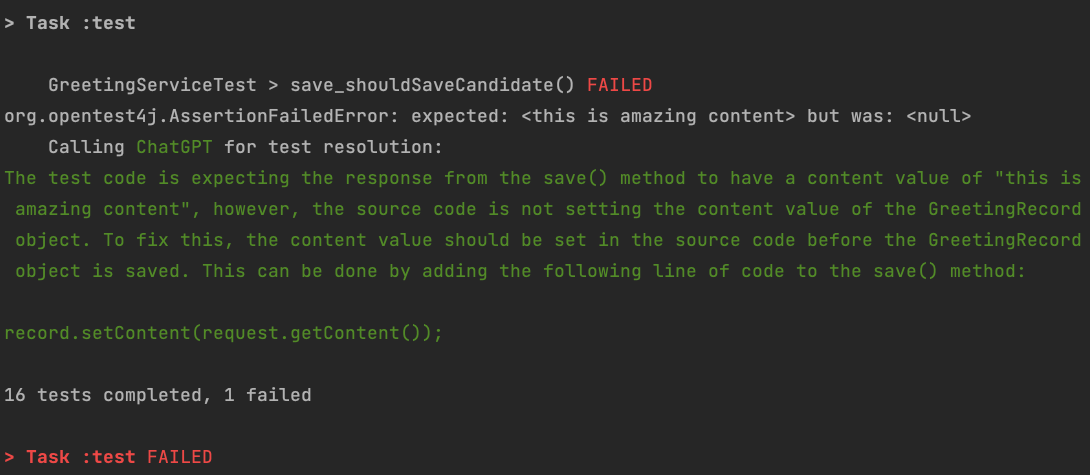 > Task :test
GreetingServiceTest > save_shouldSaveCandidate() FAILED
org.opentest4j.AssertionFailedError: expected: <this is amazing content> but was: <null>
Calling ChatGPT for test resolution:
The test code is expecting the response from the save() method to have a content value of "this is
amazing content", however, the source code is not setting the content value of the GreetingRecord
object. To fix this, the content value should be set in the source code before the GreetingRecord
object is saved. This can be done by adding the following line of code to the save() method:
record.setContent(request.getContent());
16 tests completed, 1 failed
> Task :test FAILED